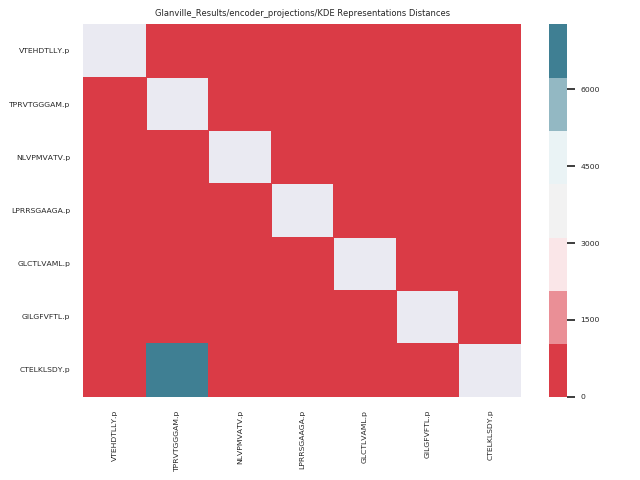 Glanville_Results/encoder_projections/KDE Representations Distances
VTEHDTLLY.p
TPRVTGGGAM.p
NLVPMVATV.p
LPRRSGAAGA.p
GLCTLVAML.p
GILGFVFTL.p
CTELKLSDY.p
6000
4500
3000
1500
0
VTEHDTLLY.p
TPRVTGGGAM.p
NLVPMVATV.p
LPRRSGAAGA.p
GLCTLVAML.p
GILGFVFTL.p
CTELKLSDY.p